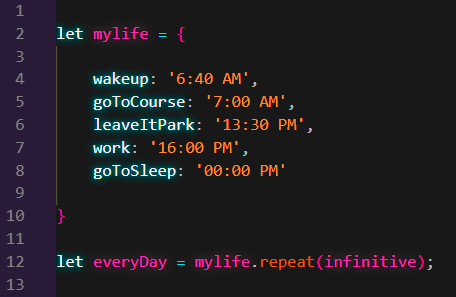 1
2 let mylife = {
3
4 wakeup: '6:40 AM',
5 goToCourse: '7:00 AM',
6 leaveItPark: '13:30 PM',
7 work: '16:00 PM',
8 goToSleep: '00:00 PM'
9
10 }
11
12 let everyDay = mylife.repeat(infinitive);
13